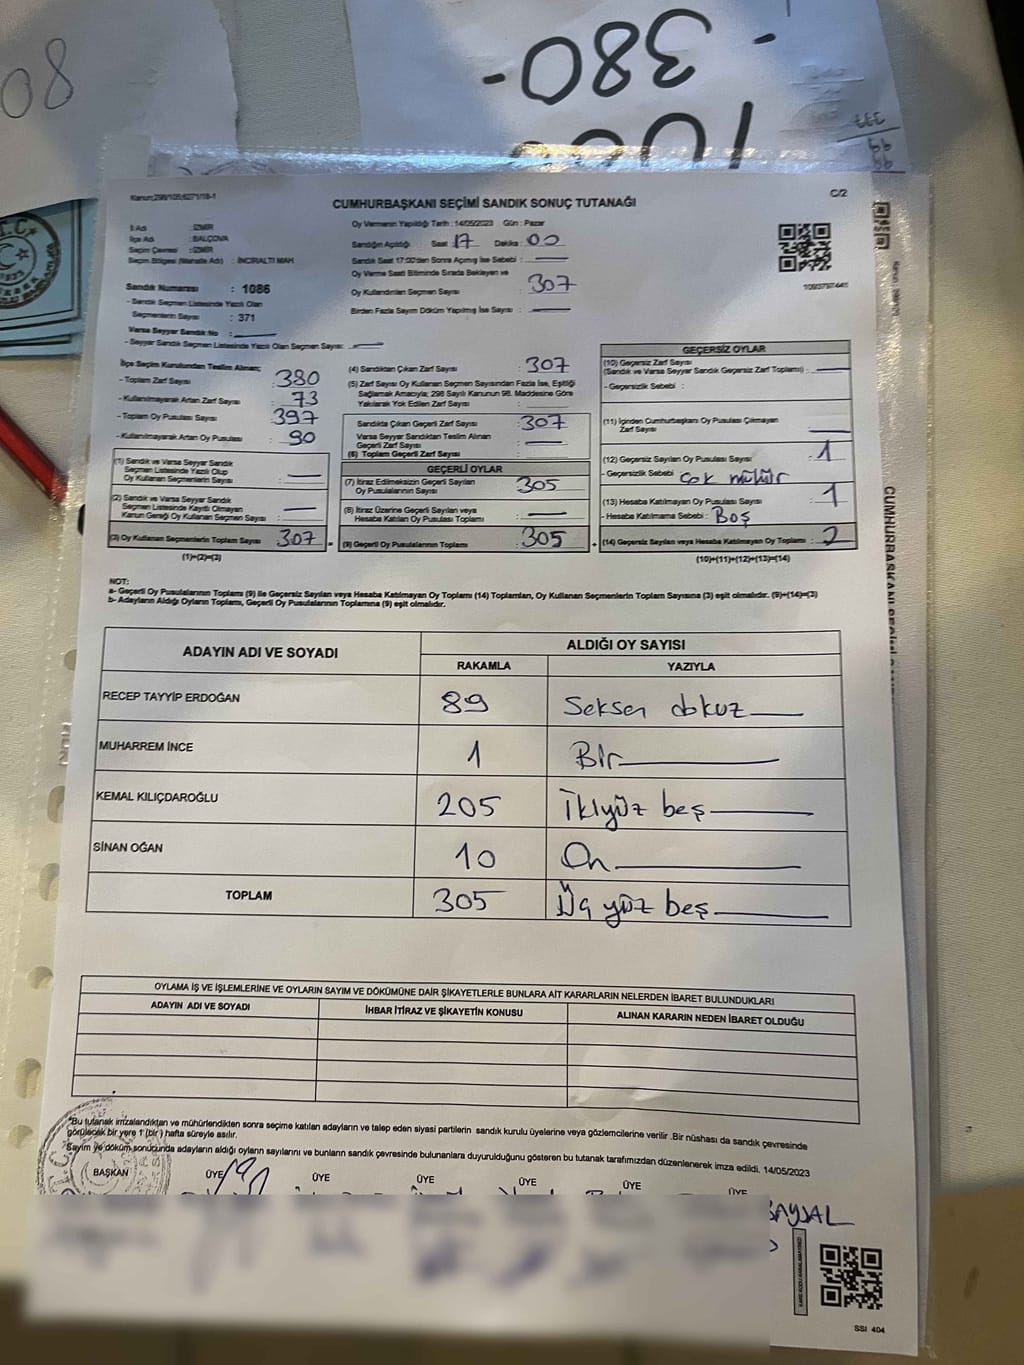 08
- 380 -
Kanun;298/105;6271/18-1
C/2
CUMHURBAŞKANI SEÇİMİ SANDIK SONUÇ TUTANAĞI
İl Adı : İZMİR
İlçe Adı : BALÇOVA
Seçim Çevresi : İZMİR
Seçim Bölgesi (Mahalle Adı) : İNCİRALTI MAH
Sandık Numarası : 1086
- Sandık Seçmen Listesinde Yazılı Olan
Seçmenlerin Sayısı : 371
Varsa Seyyar Sandık No :
- Seyyar Sandık Seçmen Listesinde Yazılı Olan Seçmen Sayısı:
Oy Vermenin Yapıldığı Tarih : 14/05/2023 Gün : Pazar
Sandığın Açıldığı Saat : 17 Dakika : 00
Sandık Saat 17:00'den Sonra Açılmış İse Sebebi :
Oy Verme Saati Bitiminde Sırada Bekleyen ve
Oy Kullandırılan Seçmen Sayısı : 307
Birden Fazla Sayım Döküm Yapılmış İse Sayısı :
İlçe Seçim Kurulundan Teslim Alınan;
- Toplam Zarf Sayısı : 380
- Kullanılmayarak Artan Zarf Sayısı : 73
- Toplam Oy Pusulası Sayısı : 397
- Kullanılmayarak Artan Oy Pusulası : 90
(1) Sandık ve Varsa Seyyar Sandık
Seçmen Listesinde Yazılı Olup
Oy Kullanan Seçmenlerin Sayısı :
(2) Sandık ve Varsa Seyyar Sandık
Seçmen Listesinde Kayıtlı Olmayan
Kanun Gereği Oy Kullanan Seçmen Sayısı :
(3) Oy Kullanan Seçmenlerin Toplam Sayısı : 307
(1)+(2)=(3)
(4) Sandıktan Çıkan Zarf Sayısı : 307
(5) Zarf Sayısı Oy Kullanan Seçmen Sayısından Fazla İse, Eşitliği
Sağlamak Amacıyla; 298 Sayılı Kanunun 98. Maddesine Göre
Yakılarak Yok Edilen Zarf Sayısı :
Sandıkta Çıkan Geçerli Zarf Sayısı : 307
Varsa Seyyar Sandıktan Teslim Alınan
Geçerli Zarf Sayısı :
(6) Toplam Geçerli Zarf Sayısı :
GEÇERLİ OYLAR
(7) İtiraz Edilmeksizin Geçerli Sayılan
Oy Pusulalarının Sayısı : 305
(8) İtiraz Üzerine Geçerli Sayılan veya
Hesaba Katılan Oy Pusulası Toplamı :
(9) Geçerli Oy Pusulalarının Toplamı : 305
GEÇERSİZ OYLAR
(10) Geçersiz Zarf Sayısı
(Sandık ve Varsa Seyyar Sandık Geçersiz Zarf Toplamı) :
- Geçersizlik Sebebi :
(11) İçinden Cumhurbaşkanı Oy Pusulası Çıkmayan
Zarf Sayısı :
(12) Geçersiz Sayılan Oy Pusulası Sayısı : 1
- Geçersizlik Sebebi : Çok mühür
(13) Hesaba Katılmayan Oy Pusulası Sayısı : 1
- Hesaba Katılmama Sebebi : Boş
(14) Geçersiz Sayılan veya Hesaba Katılmayan Oy Toplamı : 2
(10)+(11)+(12)+(13)=(14)
NOT:
a- Geçerli Oy Pusulalarının Toplamı (9) ile Geçersiz Sayılan veya Hesaba Katılmayan Oy Toplamı (14) Toplamları, Oy Kullanan Seçmenlerin Toplam Sayısına (3) eşit olmalıdır. (9)+(14)=(3)
b- Adayların Aldığı Oyların Toplamı, Geçerli Oy Pusulalarının Toplamına (9) eşit olmalıdır.
ADAYIN ADI VE SOYADI ALDIĞI OY SAYISI
RAKAMLA YAZIYLA
RECEP TAYYİP ERDOĞAN 89 Seksen dokuz
MUHARREM İNCE 1 Bir
KEMAL KILIÇDAROĞLU 205 İkiyüz beş
SİNAN OĞAN 10 On
TOPLAM 305 Üç yüz beş
OYLAMA İŞ VE İŞLEMLERİNE VE OYLARIN SAYIM VE DÖKÜMÜNE DAİR ŞİKAYETLERLE BUNLARA AİT KARARLARIN NELERDEN İBARET BULUNDUKLARI
ADAYIN ADI VE SOYADI İHBAR İTİRAZ VE ŞİKAYETİN KONUSU ALINAN KARARIN NEDEN İBARET OLDUĞU
*Bu tutanak imzalandıktan ve mühürlendikten sonra seçime katılan adayların ve talep eden siyasi partilerin sandık kurulu üyelerine veya gözlemcilerine verilir .Bir nüshası da sandık çevresinde
görülecek bir yere 1 (bir ) hafta süreyle asılır.
Sayım ve döküm sonucunda adayların aldığı oyların sayılarını ve bunların sandık çevresinde bulunanlara duyurulduğunu gösteren bu tutanak tarafımızdan düzenlenerek imza edildi. 14/05/2023
BAŞKAN ÜYE ÜYE ÜYE ÜYE ÜYE ÜYE
BAYSAL
SSI 404